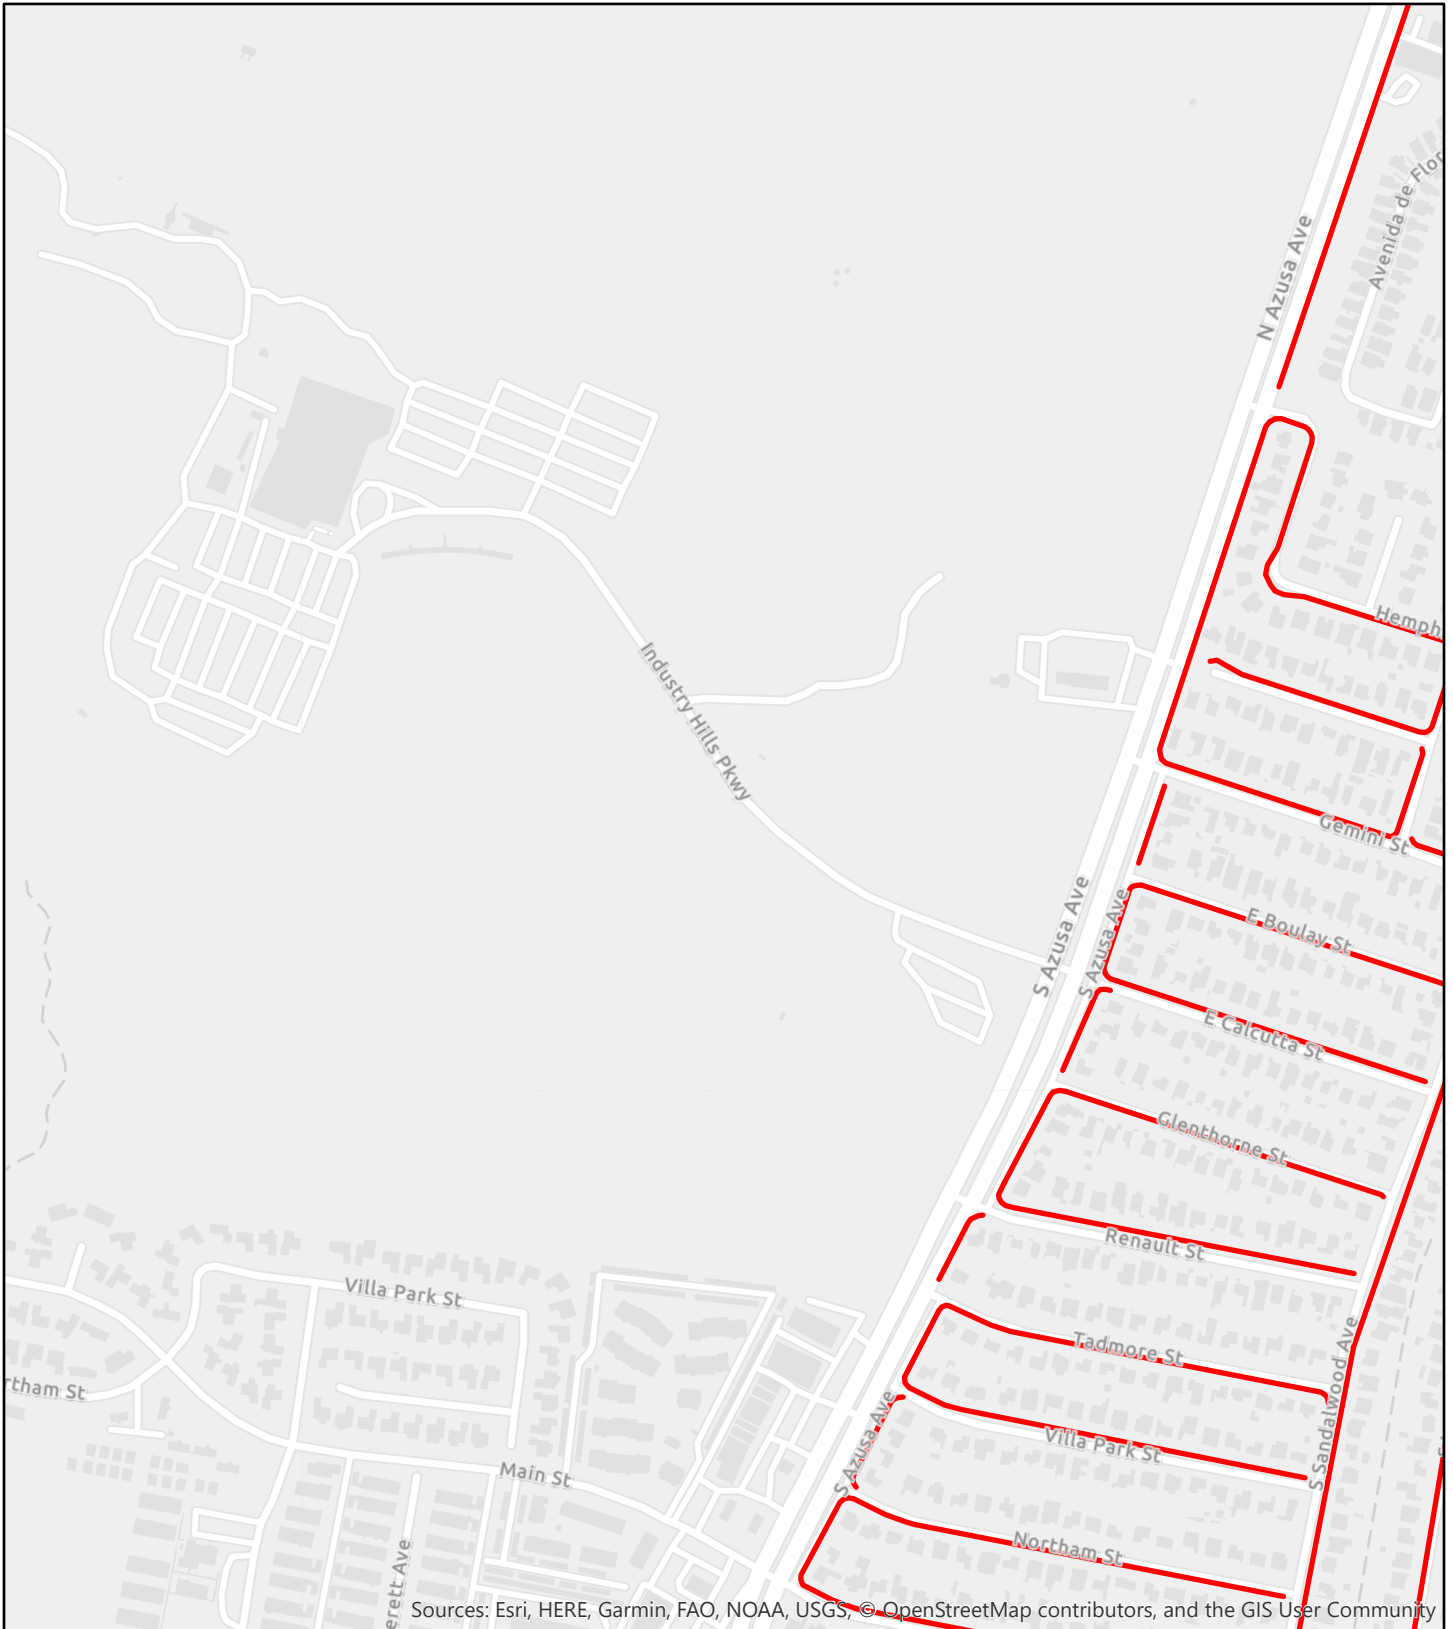 Avenida de Flor
N Azusa Ave
Hemph
Industry Hills Pkwy
Gemini St
S Azusa Ave
S Azusa Ave
E Boulay St
E Calcutta St
Glenthorne St
Renault St
Villa Park St
Tadmore St
S Sandalwood Ave
rtham St
S Azusa Ave
Villa Park St
Main St
Northam St
erett Ave
Sources: Esri, HERE, Garmin, FAO, NOAA, USGS, © OpenStreetMap contributors, and the GIS User Community